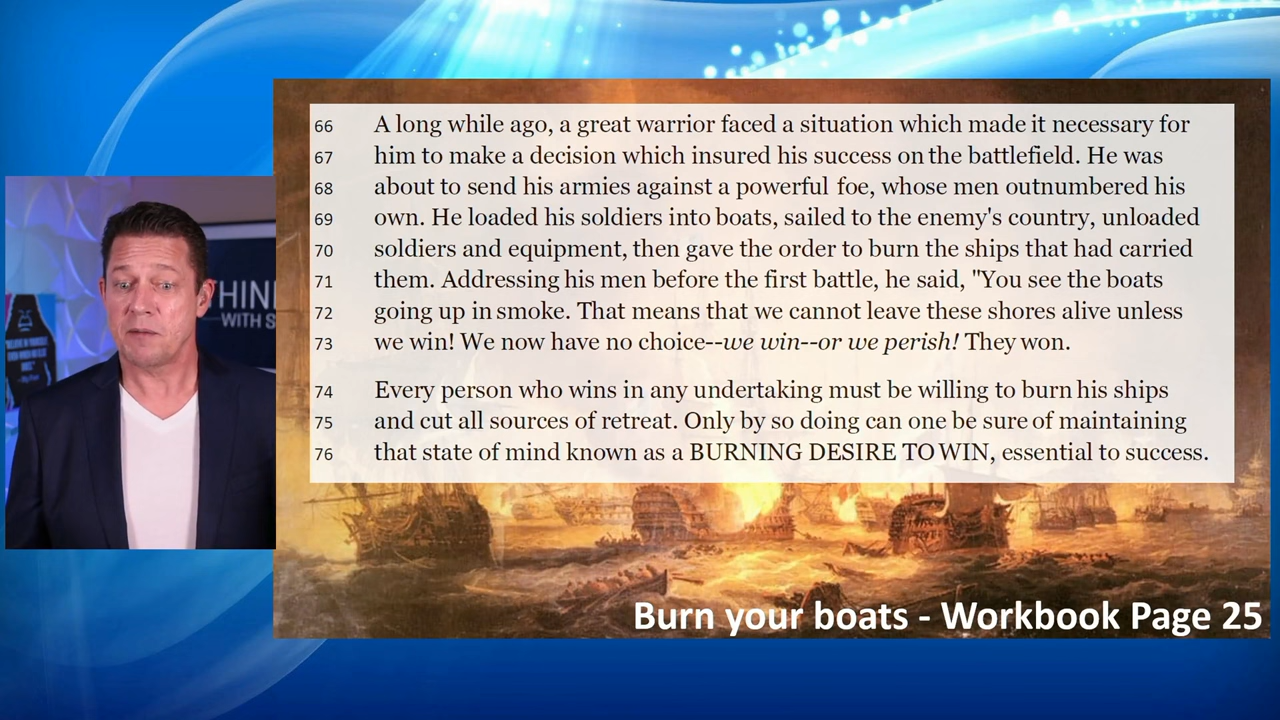 66 A long while ago, a great warrior faced a situation which made it necessary for
67 him to make a decision which insured his success on the battlefield. He was
68 about to send his armies against a powerful foe, whose men outnumbered his
69 own. He loaded his soldiers into boats, sailed to the enemy's country, unloaded
70 soldiers and equipment, then gave the order to burn the ships that had carried
71 them. Addressing his men before the first battle, he said, "You see the boats
72 going up in smoke. That means that we cannot leave these shores alive unless
73 we win! We now have no choice--we win--or we perish! They won.
74 Every person who wins in any undertaking must be willing to burn his ships
75 and cut all sources of retreat. Only by so doing can one be sure of maintaining
76 that state of mind known as a BURNING DESIRE TO WIN, essential to success.
Burn your boats - Workbook Page 25
HIN
WITH S